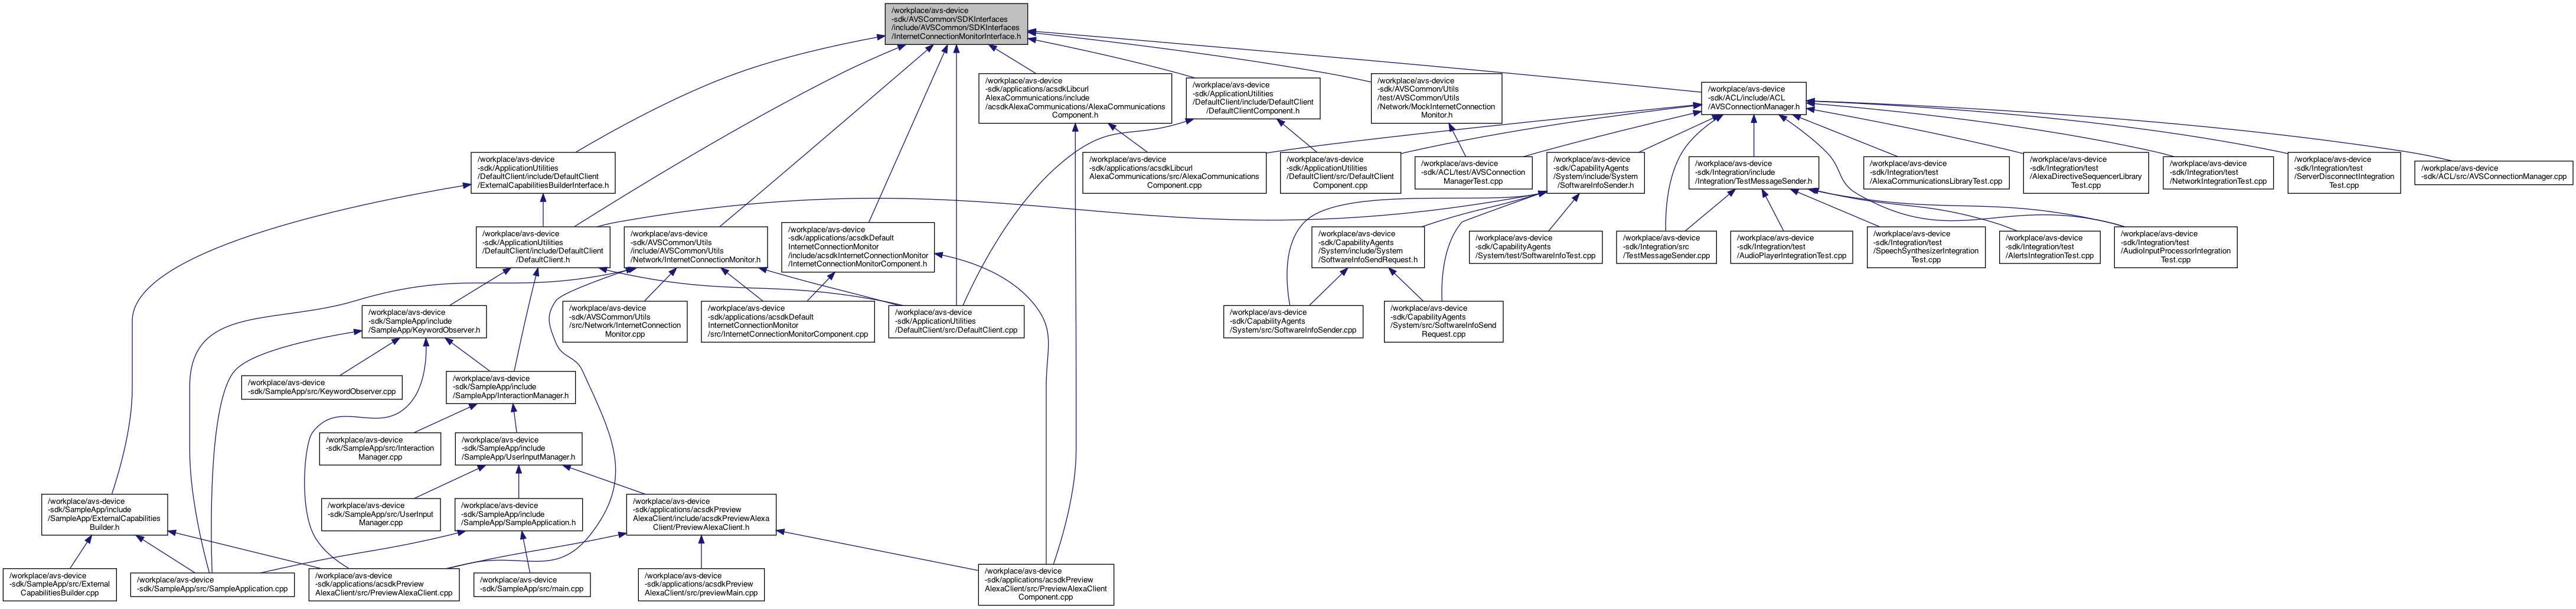 /workplace/avs-device
-sdk/AVSCommon/SDKInterfaces
/include/AVSCommon/SDKInterfaces
/InternetConnectionMonitorInterface.h
/workplace/avs-device
-sdk/applications/acsdkLibcurl
AlexaCommunications/include
/acsdkAlexaCommunications/AlexaCommunications
Component.h
/workplace/avs-device
-sdk/ApplicationUtilities
/DefaultClient/include/DefaultClient
/DefaultClientComponent.h
/workplace/avs-device
-sdk/AVSCommon/Utils
/test/AVSCommon/Utils
/Network/MockInternetConnection
Monitor.h
/workplace/avs-device
-sdk/ACL/include/ACL
/AVSConnectionManager.h
/workplace/avs-device
-sdk/ApplicationUtilities
/DefaultClient/include/DefaultClient
/ExternalCapabilitiesBuilderInterface.h
/workplace/avs-device
-sdk/applications/acsdkLibcurl
AlexaCommunications/src/AlexaCommunications
Component.cpp
/workplace/avs-device
-sdk/ApplicationUtilities
/DefaultClient/src/DefaultClient
Component.cpp
/workplace/avs-device
-sdk/ACL/test/AVSConnection
ManagerTest.cpp
/workplace/avs-device
-sdk/CapabilityAgents
/System/include/System
/SoftwareInfoSender.h
/workplace/avs-device
-sdk/Integration/include
/Integration/TestMessageSender.h
/workplace/avs-device
-sdk/Integration/test
/AlexaCommunicationsLibraryTest.cpp
/workplace/avs-device
-sdk/Integration/test
/AlexaDirectiveSequencerLibrary
Test.cpp
/workplace/avs-device
-sdk/Integration/test
/NetworkIntegrationTest.cpp
/workplace/avs-device
-sdk/Integration/test
/ServerDisconnectIntegration
Test.cpp
/workplace/avs-device
-sdk/ACL/src/AVSConnectionManager.cpp
/workplace/avs-device
-sdk/ApplicationUtilities
/DefaultClient/include/DefaultClient
/DefaultClient.h
/workplace/avs-device
-sdk/AVSCommon/Utils
/include/AVSCommon/Utils
/Network/InternetConnectionMonitor.h
/workplace/avs-device
-sdk/applications/acsdkDefault
InternetConnectionMonitor
/include/acsdkInternetConnectionMonitor
/InternetConnectionMonitorComponent.h
/workplace/avs-device
-sdk/CapabilityAgents
/System/include/System
/SoftwareInfoSendRequest.h
/workplace/avs-device
-sdk/CapabilityAgents
/System/test/SoftwareInfoTest.cpp
/workplace/avs-device
-sdk/Integration/src
/TestMessageSender.cpp
/workplace/avs-device
-sdk/Integration/test
/AudioPlayerIntegrationTest.cpp
/workplace/avs-device
-sdk/Integration/test
/SpeechSynthesizerIntegration
Test.cpp
/workplace/avs-device
-sdk/Integration/test
/AlertsIntegrationTest.cpp
/workplace/avs-device
-sdk/Integration/test
/AudioInputProcessorIntegration
Test.cpp
/workplace/avs-device
-sdk/SampleApp/include
/SampleApp/KeywordObserver.h
/workplace/avs-device
-sdk/AVSCommon/Utils
/src/Network/InternetConnection
Monitor.cpp
/workplace/avs-device
-sdk/applications/acsdkDefault
InternetConnectionMonitor
/src/InternetConnectionMonitorComponent.cpp
/workplace/avs-device
-sdk/ApplicationUtilities
/DefaultClient/src/DefaultClient.cpp
/workplace/avs-device
-sdk/CapabilityAgents
/System/src/SoftwareInfoSender.cpp
/workplace/avs-device
-sdk/CapabilityAgents
/System/src/SoftwareInfoSend
Request.cpp
/workplace/avs-device
-sdk/SampleApp/src/KeywordObserver.cpp
/workplace/avs-device
-sdk/SampleApp/include
/SampleApp/InteractionManager.h
/workplace/avs-device
-sdk/SampleApp/src/Interaction
Manager.cpp
/workplace/avs-device
-sdk/SampleApp/include
/SampleApp/UserInputManager.h
/workplace/avs-device
-sdk/SampleApp/include
/SampleApp/ExternalCapabilities
Builder.h
/workplace/avs-device
-sdk/SampleApp/src/UserInput
Manager.cpp
/workplace/avs-device
-sdk/SampleApp/include
/SampleApp/SampleApplication.h
/workplace/avs-device
-sdk/applications/acsdkPreview
AlexaClient/include/acsdkPreviewAlexa
Client/PreviewAlexaClient.h
/workplace/avs-device
-sdk/SampleApp/src/External
CapabilitiesBuilder.cpp
/workplace/avs-device
-sdk/SampleApp/src/SampleApplication.cpp
/workplace/avs-device
-sdk/applications/acsdkPreview
AlexaClient/src/PreviewAlexaClient.cpp
/workplace/avs-device
-sdk/SampleApp/src/main.cpp
/workplace/avs-device
-sdk/applications/acsdkPreview
AlexaClient/src/previewMain.cpp
/workplace/avs-device
-sdk/applications/acsdkPreview
AlexaClient/src/PreviewAlexaClient
Component.cpp